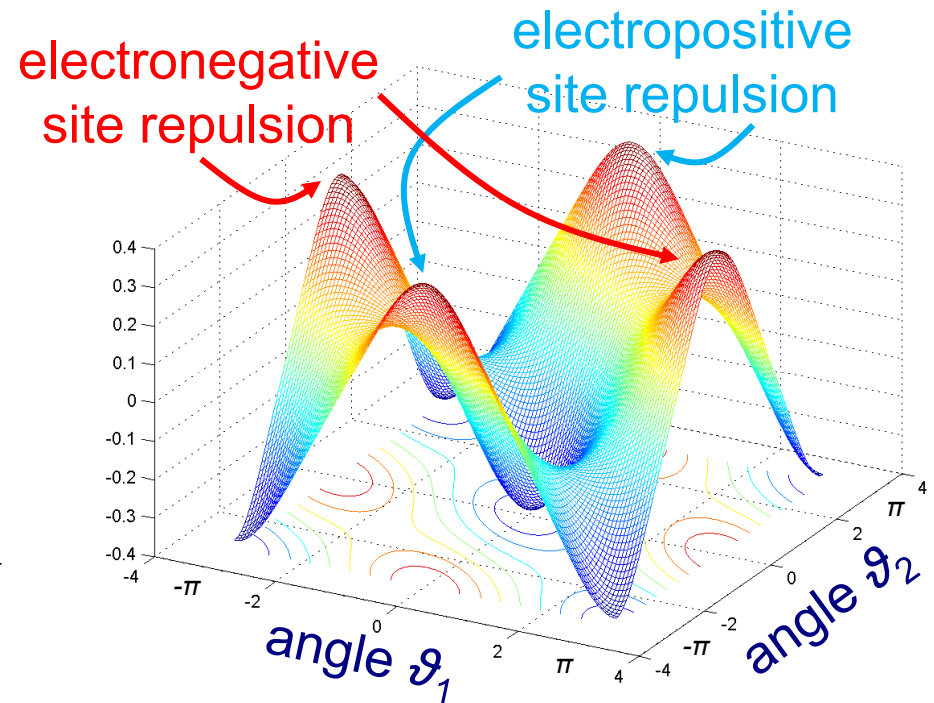 electronegative
site repulsion
electropositive
site repulsion
0.4
0.3
0.2
0.1
0
-0.1
-0.2
-0.3
-0.4
-4
-π
-2
0
2
π
4
angle ϑ1
-4
-π
-2
0
2
π
4
angle ϑ2